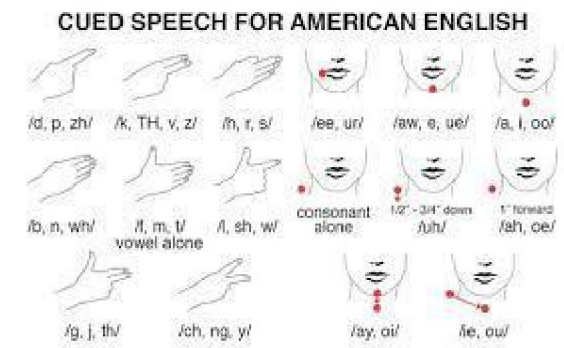 CUED SPEECH FOR AMERICAN ENGLISH
/d, p, zh/ /k, TH, v, z/ /h, r, s/ /ee, ur/ /aw, e, ue/ /a, i, oo/
/b, n, wh/ /f, m, t/ /l, sh, w/ consonant 1/2" - 3/4" down 1" forward
vowel alone alone /uh/ /ah, oe/
/g, j, th/ /ch, ng, y/ /ay, oi/ /ie, ou/